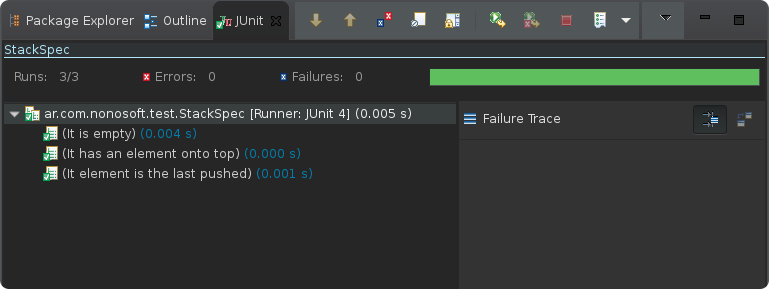 Package Explorer Outline JUnit
StackSpec
Runs: 3/3 Errors: 0 Failures: 0
ar.com.nonosoft.test.StackSpec [Runner: JUnit 4] (0.005 s)
(It is empty) (0.004 s)
(It has an element onto top) (0.000 s)
(It element is the last pushed) (0.001 s)
Failure Trace